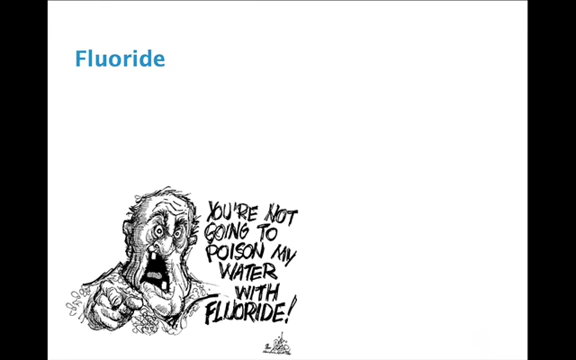 Fluoride
YOU'RE NOT
GOING TO
POISON MY
WATER
WITH
FLUORIDE!